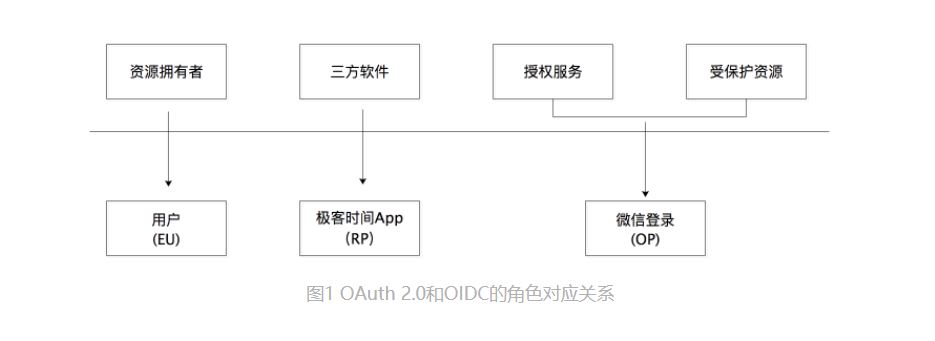 资源拥有者
三方软件
授权服务
受保护资源
用户
(EU)
极客时间App
(RP)
微信登录
(OP)
图1 OAuth 2.0和OIDC的角色对应关系